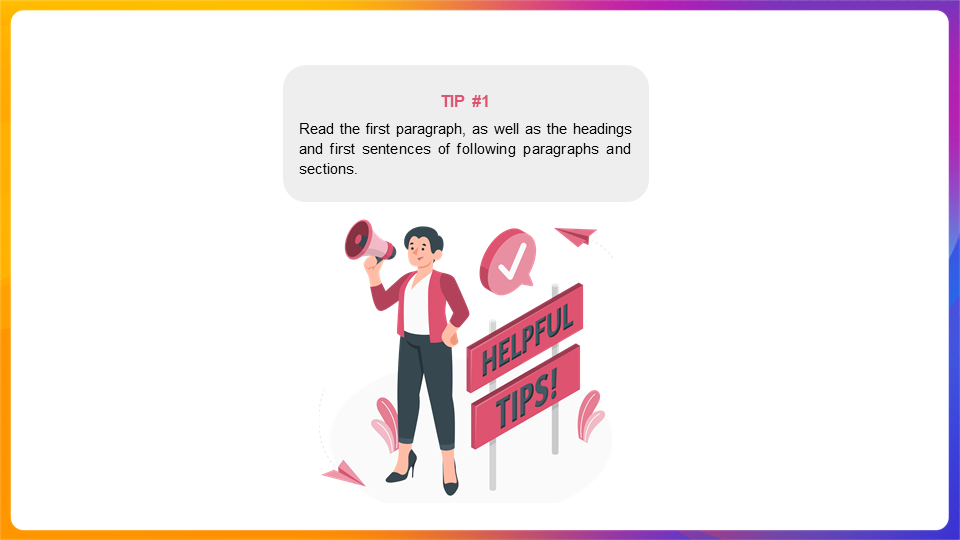 TIP #1
Read the first paragraph, as well as the headings
and first sentences of following paragraphs and
sections.
HELPFUL
TIPS!